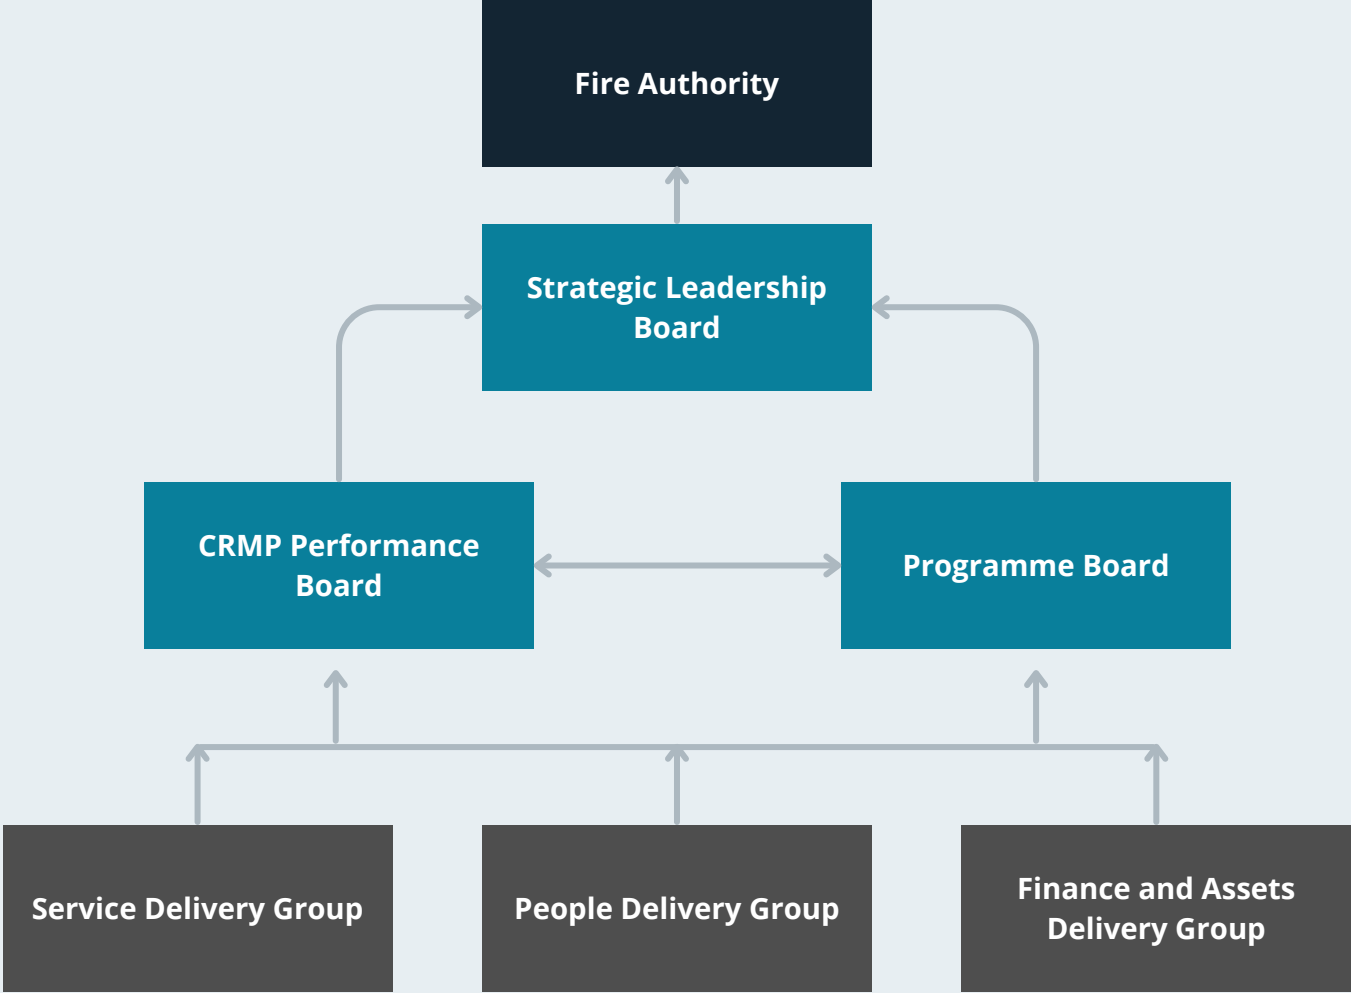 Fire Authority
Strategic Leadership
Board
CRMP Performance
Board
Programme Board
Service Delivery Group
People Delivery Group
Finance and Assets
Delivery Group